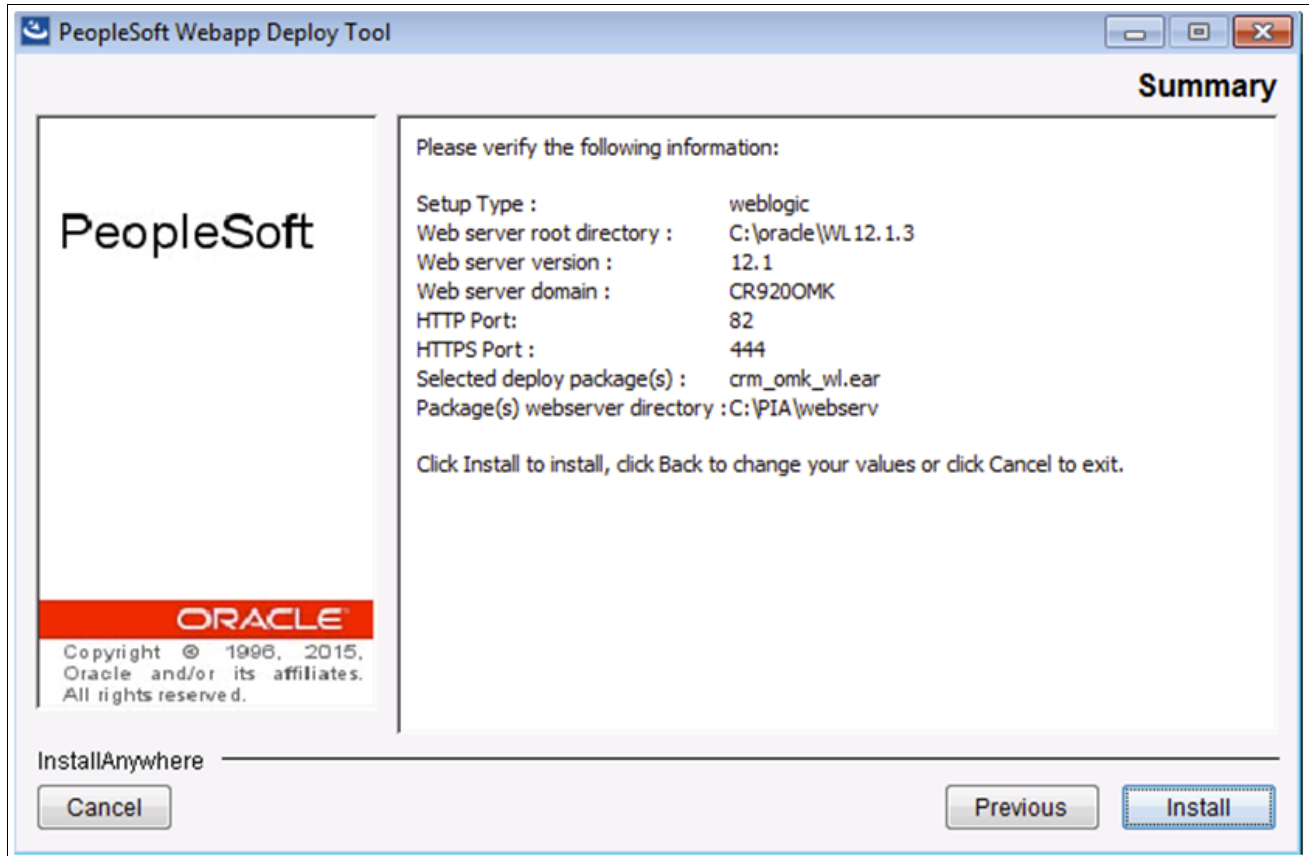 PeopleSoft Webapp Deploy Tool
Summary
PeopleSoft
ORACLE
Copyright © 1996, 2015,
Oracle and/or its affiliates.
All rights reserved.
Please verify the following information:
Setup Type : weblogic
Web server root directory : C:\oracle\WL12.1.3
Web server version : 12.1
Web server domain : CR920OMK
HTTP Port: 82
HTTPS Port : 444
Selected deploy package(s) : crm_omk_wl.ear
Package(s) webserver directory :C:\PIA\webserv
Click Install to install, click Back to change your values or click Cancel to exit.
InstallAnywhere
Cancel Previous Install